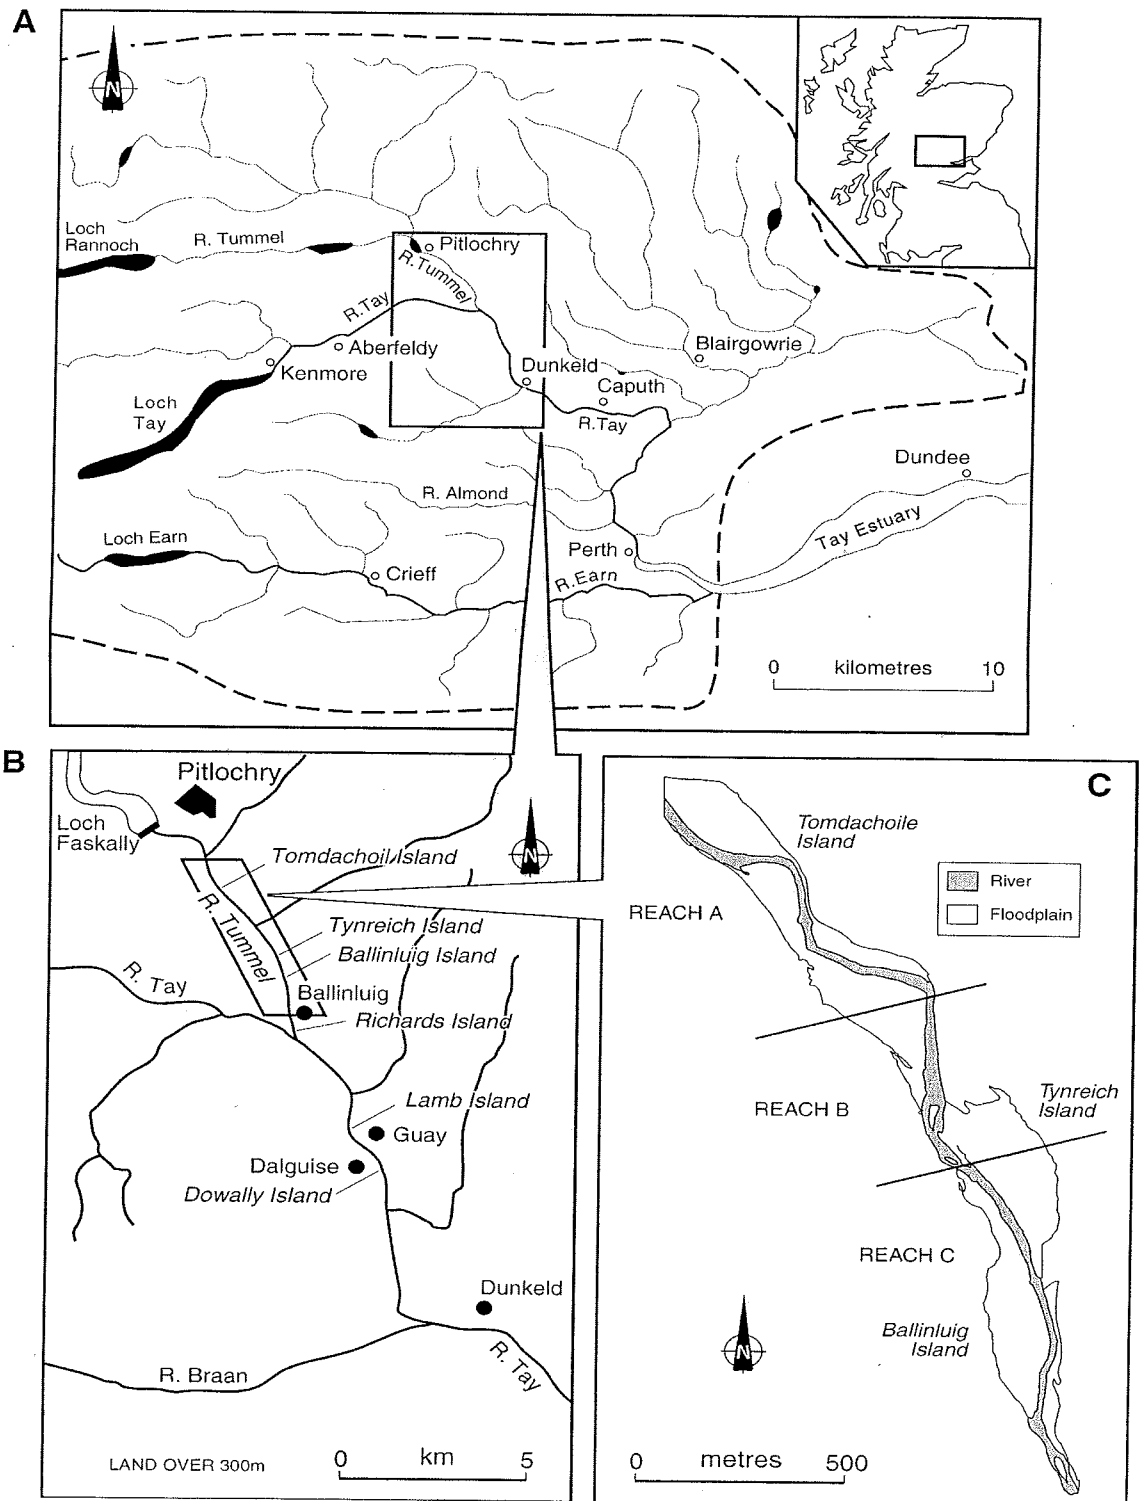 A
N
Loch
Rannoch
R. Tummel
Pitlochry
R. Tummel
R. Tay
Aberfeldy
Kenmore
Loch
Tay
Blairgowrie
Dunkeld
Caputh
R. Tay
Dundee
R. Almond
Tay Estuary
Loch Earn
Perth
Crieff
R. Earn
0 kilometres 10
B
Pitlochry
Loch
Faskally
N
Tomdachoil Island
R. Tummel
Tynreich Island
Ballinluig Island
R. Tay
Ballinluig
Richards Island
Lamb Island
Guay
Dalguise
Dowally Island
Dunkeld
R. Braan
R. Tay
LAND OVER 300m
0 km 5
C
Tomdachoile
Island
River
Floodplain
REACH A
REACH B
Tynreich
Island
REACH C
Ballinluig
Island
N
0 metres 500